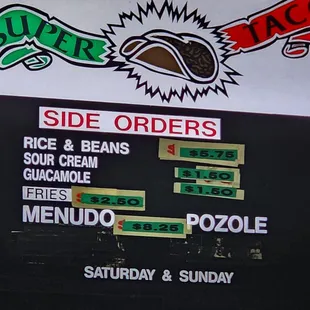 SUPER TACO
SIDE ORDERS
RICE & BEANS $5.75
SOUR CREAM $1.50
GUACAMOLE $1.50
FRIES $2.50
MENUDO $8.25 POZOLE
SATURDAY & SUNDAY